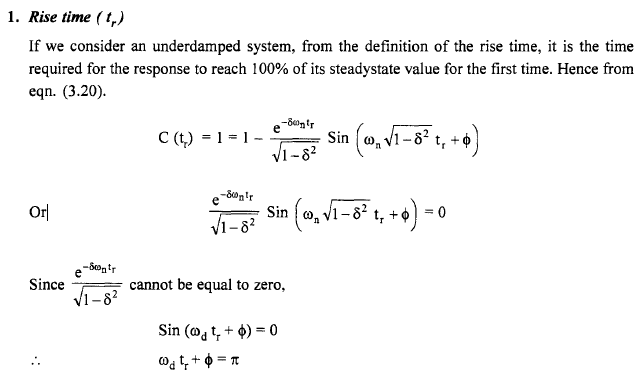 1. Rise time ( tᵣ)
If we consider an underdamped system, from the definition of the rise time, it is the time
required for the response to reach 100% of its steadystate value for the first time. Hence from
eqn. (3.20).
C (tᵣ) = 1 = 1 − e^(−δωₙtᵣ)/√(1−δ²) Sin (ωₙ √(1−δ²) tᵣ + ϕ)
Or e^(−δωₙtᵣ)/√(1−δ²) Sin (ωₙ √(1−δ²) tᵣ + ϕ) = 0
Since e^(−δωₙtᵣ)/√(1−δ²) cannot be equal to zero,
Sin (ω_d tᵣ + ϕ) = 0
∴ ω_d tᵣ + ϕ = π